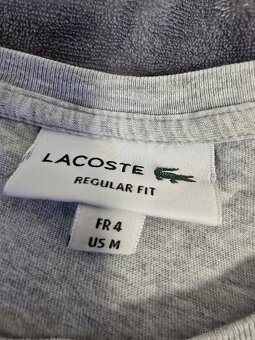 LACOSTE
REGULAR FIT
FR 4
US M